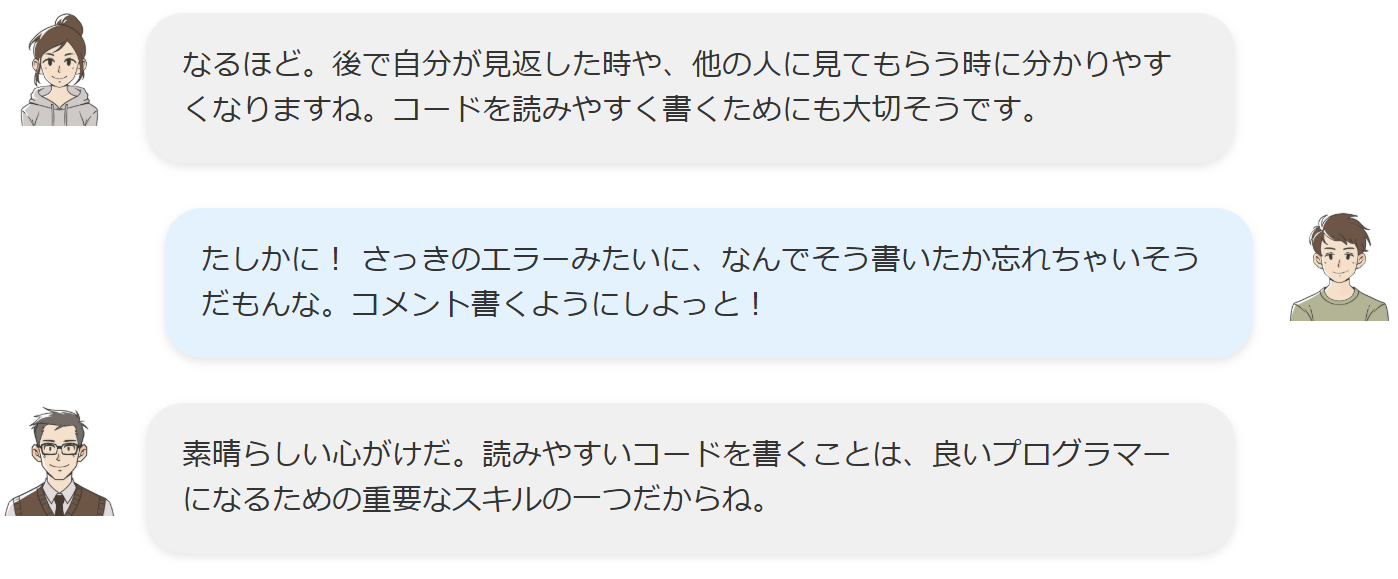 なるほど。後で自分が見返した時や、他の人に見てもらう時に分かりやす
くなりますね。コードを読みやすく書くためにも大切そうです。
たしかに！ さっきのエラーみたいに、なんでそう書いたか忘れちゃいそう
だもんな。コメント書くようにしよっと！
素晴らしい心がけだ。読みやすいコードを書くことは、良いプログラマー
になるための重要なスキルの一つだからね。